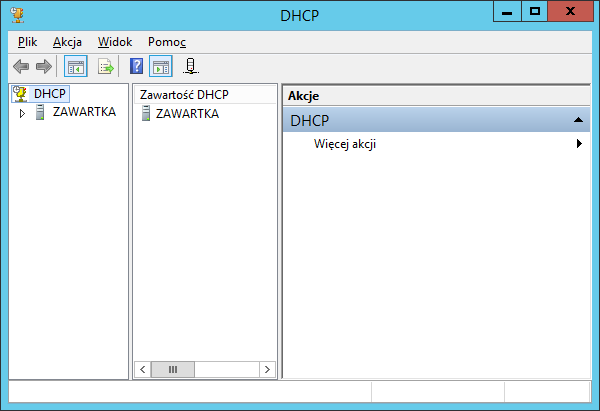 DHCP
Plik Akcja Widok Pomoc
DHCP
ZAWARTKA
Zawartość DHCP
ZAWARTKA
Akcje
DHCP
Więcej akcji